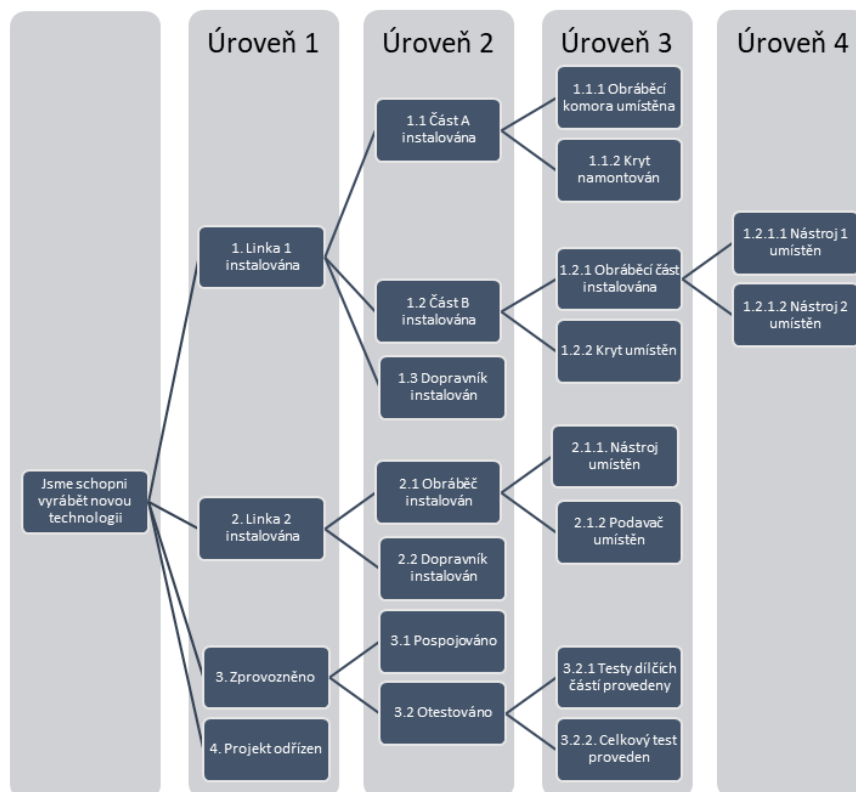 Úroveň 1
Úroveň 2
Úroveň 3
Úroveň 4
Jsme schopni
vyrábět novou
technologii
1. Linka 1
instalována
2. Linka 2
instalována
3. Zprovozněno
4. Projekt odřízen
1.1 Část A
instalována
1.2 Část B
instalována
1.3 Dopravník
instalován
2.1 Obráběč
instalován
2.2 Dopravník
instalován
3.1 Pospojováno
3.2 Otestováno
1.1.1 Obráběcí
komora umístěna
1.1.2 Kryt
namontován
1.2.1 Obráběcí část
instalována
1.2.2 Kryt umístěn
2.1.1. Nástroj
umístěn
2.1.2 Podavač
umístěn
3.2.1 Testy dílčích
částí provedeny
3.2.2. Celkový test
proveden
1.2.1.1 Nástroj 1
umístěn
1.2.1.2 Nástroj 2
umístěn